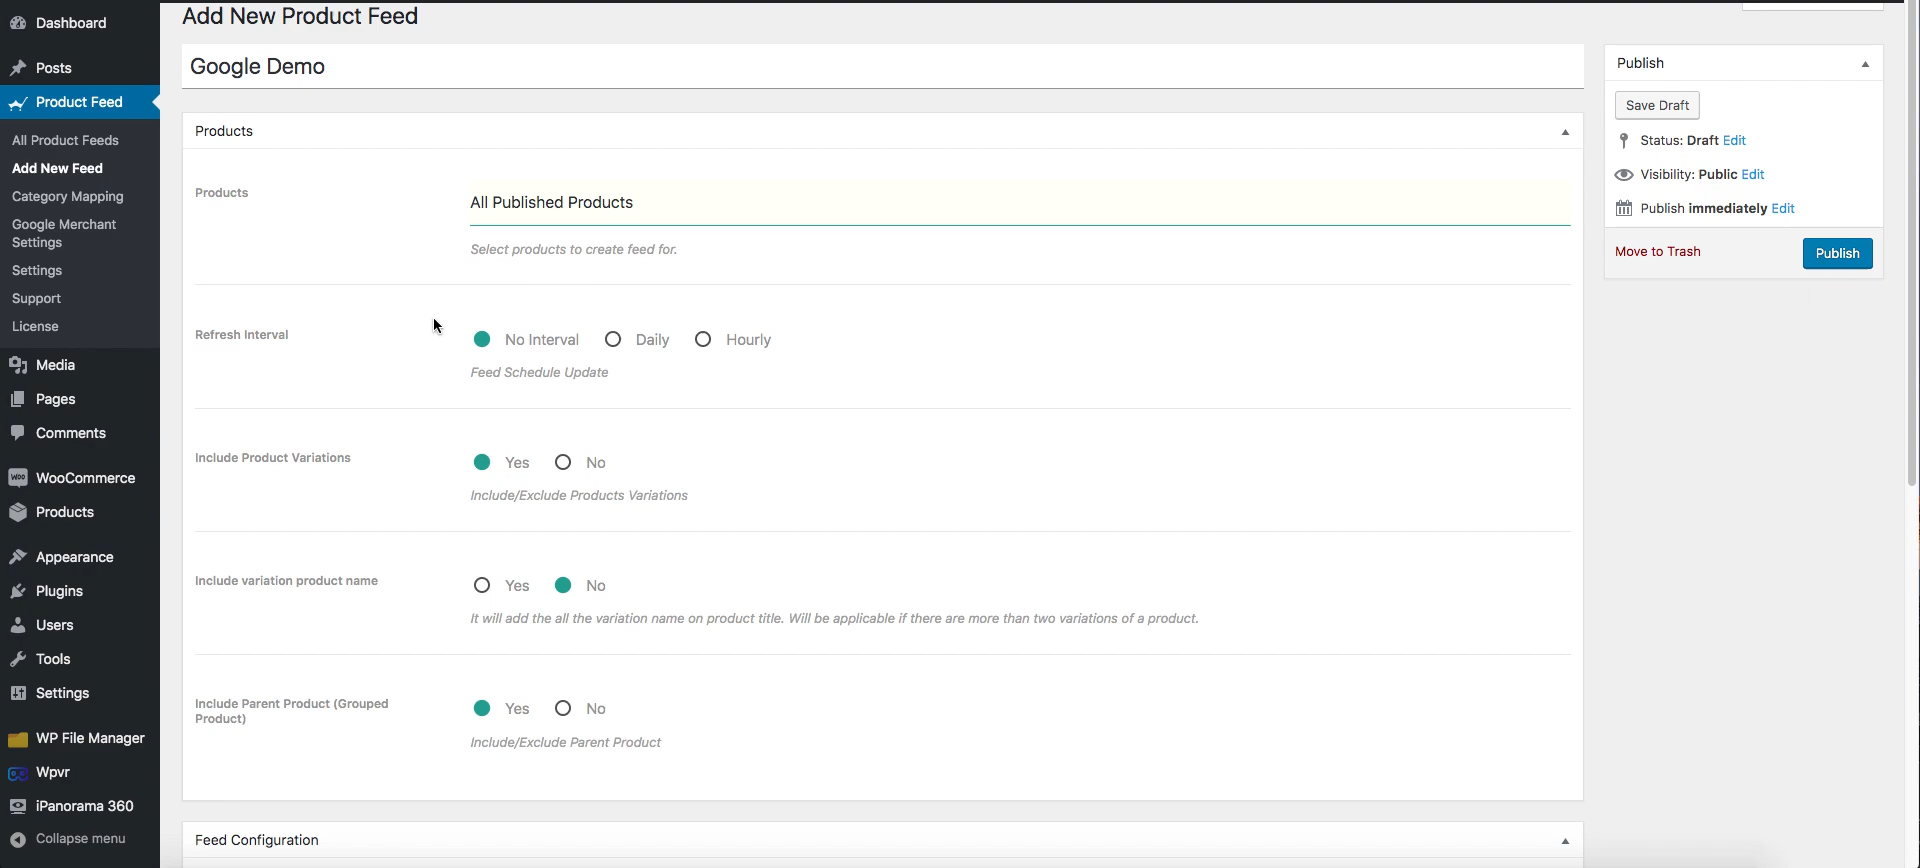 Dashboard
Posts
Product Feed
All Product Feeds
Add New Feed
Category Mapping
Google Merchant
Settings
Settings
Support
License
Media
Pages
Comments
WooCommerce
Products
Appearance
Plugins
Users
Tools
Settings
WP File Manager
Wpvr
iPanorama 360
Collapse menu
Add New Product Feed
Google Demo
Products
Products
All Published Products
Select products to create feed for.
Refresh Interval
No Interval Daily Hourly
Feed Schedule Update
Include Product Variations
Yes No
Include/Exclude Products Variations
Include variation product name
Yes No
It will add the all the variation name on product title. Will be applicable if there are more than two variations of a product.
Include Parent Product (Grouped
Product)
Yes No
Include/Exclude Parent Product
Feed Configuration
Publish
Save Draft
Status: Draft Edit
Visibility: Public Edit
Publish immediately Edit
Move to Trash
Publish